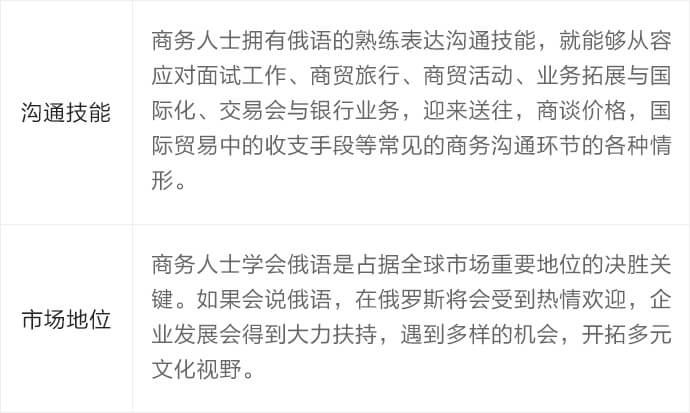 沟通技能
商务人士拥有俄语的熟练表达沟通技能，就能够从容
应对面试工作、商贸旅行、商贸活动、业务拓展与国
际化、交易会与银行业务，迎来送往，商谈价格，国
际贸易中的收支手段等常见的商务沟通环节的各种情
形。
市场地位
商务人士学会俄语是占据全球市场重要地位的决胜关
键。如果会说俄语，在俄罗斯将会受到热情欢迎，企
业发展会得到大力扶持，遇到多样的机会，开拓多元
文化视野。